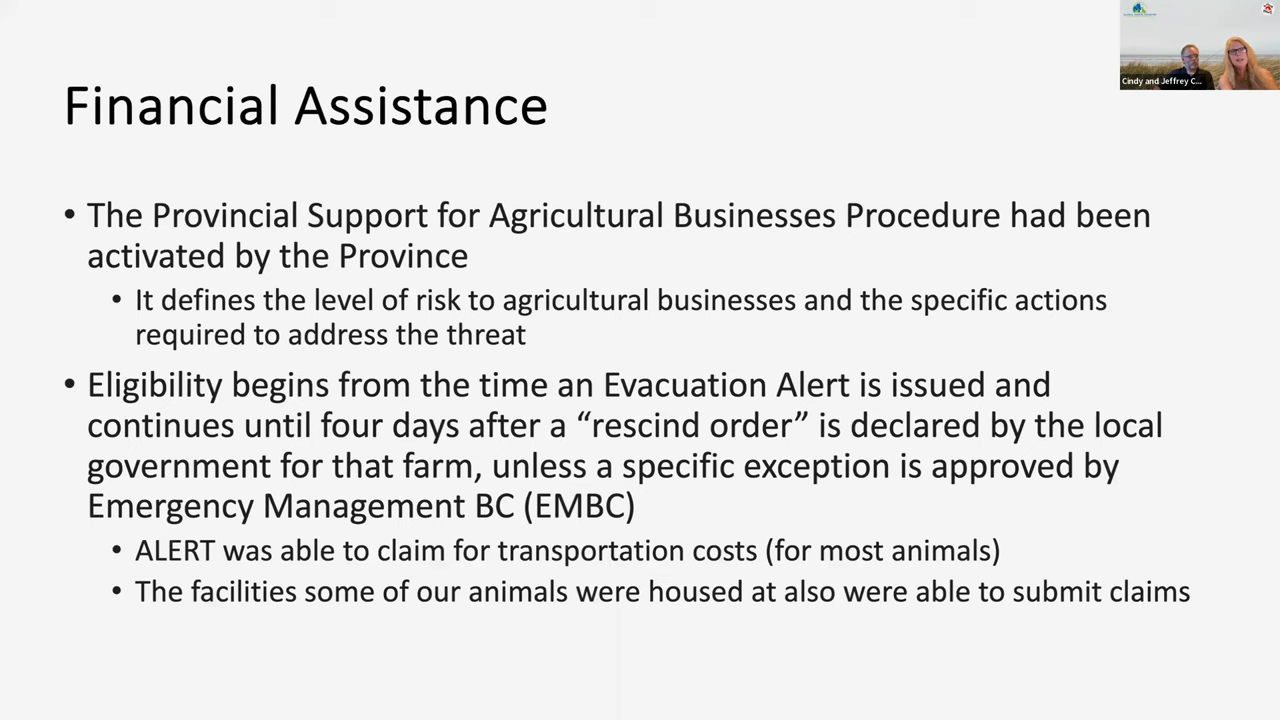 Cindy and Jeffrey C...
Financial Assistance
• The Provincial Support for Agricultural Businesses Procedure had been
activated by the Province
• It defines the level of risk to agricultural businesses and the specific actions
required to address the threat
• Eligibility begins from the time an Evacuation Alert is issued and
continues until four days after a “rescind order” is declared by the local
government for that farm, unless a specific exception is approved by
Emergency Management BC (EMBC)
• ALERT was able to claim for transportation costs (for most animals)
• The facilities some of our animals were housed at also were able to submit claims